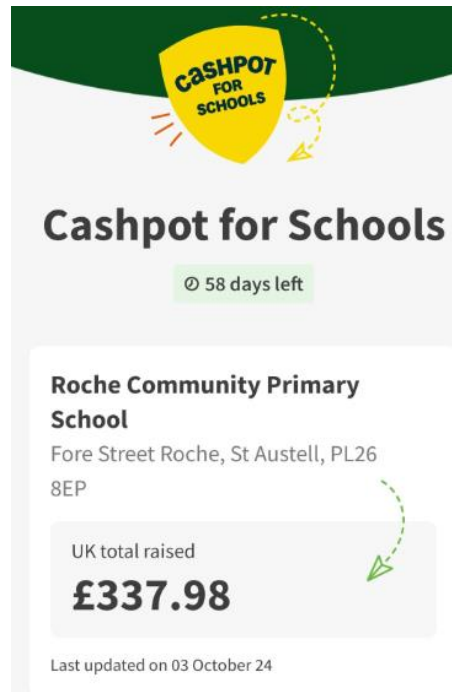 CaSHPOT
FOR
SCHOOLS
Cashpot for Schools
58 days left
Roche Community Primary
School
Fore Street Roche, St Austell, PL26
8EP
UK total raised
£337.98
Last updated on 03 October 24